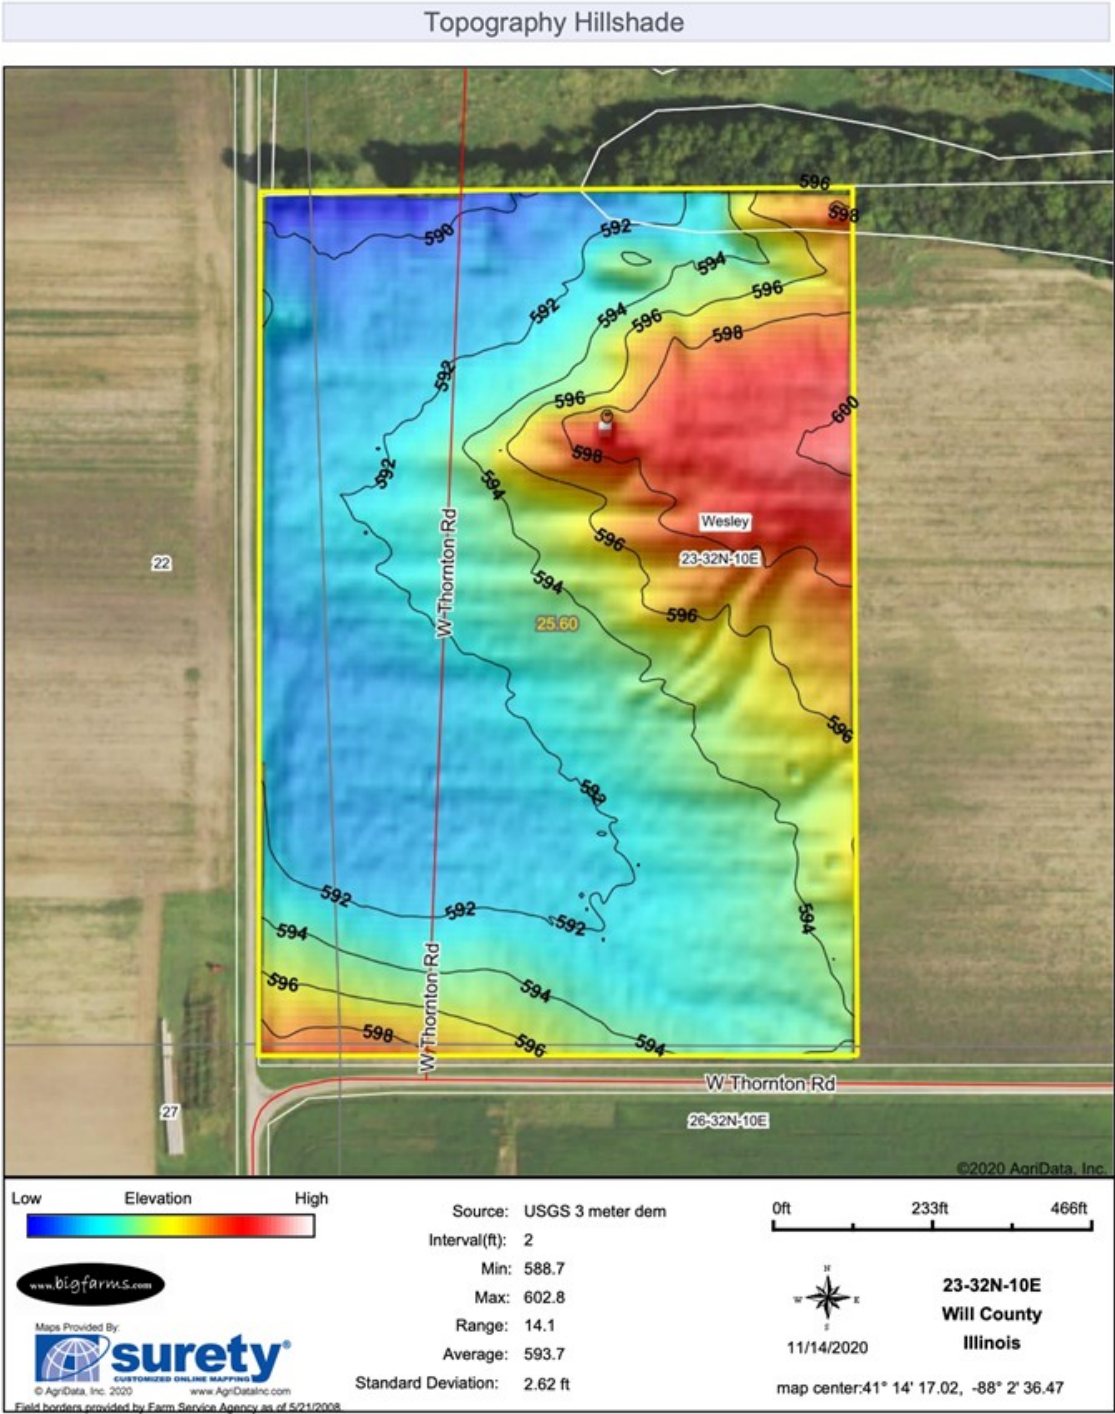 Topography Hillshade
596
598
590
592
594
596
592
594
596
598
592
596
600
598
592
594
Wesley
596
23-32N-10E
22
594
W Thornton Rd
596
25.60
596
592
592
592
592
594
594
596
594
W Thornton Rd
598
596
594
W Thornton Rd
27
26-32N-10E
©2020 AgriData, Inc.
Low Elevation High
Source: USGS 3 meter dem
Interval(ft): 2
Min: 588.7
Max: 602.8
Range: 14.1
Average: 593.7
Standard Deviation: 2.62 ft
0ft 233ft 466ft
N
W E
S
11/14/2020
23-32N-10E
Will County
Illinois
map center:41° 14' 17.02, -88° 2' 36.47
www.bigfarms.com
Maps Provided By:
surety®
CUSTOMIZED ONLINE MAPPING
© AgriData, Inc. 2020 www.AgriDataInc.com
Field borders provided by Farm Service Agency as of 5/21/2008.